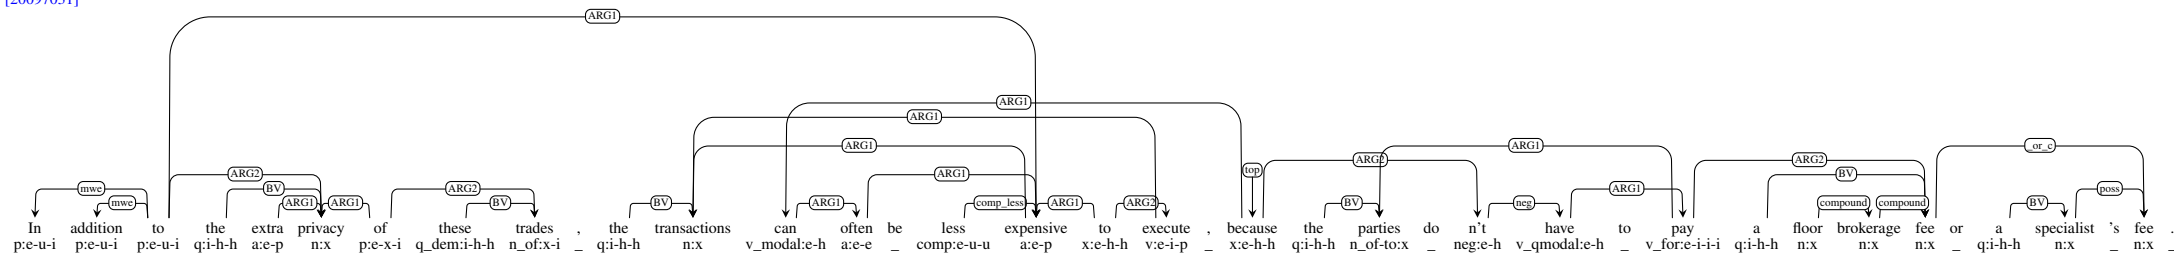 [20097031]
ARG1
ARG1
ARG1
ARG1 _or_c ARG1
top ARG2 ARG2
ARG2 ARG1 BV
mwe BV ARG2 ARG1 poss
mwe ARG1 ARG1 BV BV ARG1 comp_less ARG1 ARG2 BV neg compound compound BV
In addition to the extra privacy of these trades , the transactions can often be less expensive to execute , because the parties do n't have to pay a floor brokerage fee or a specialist 's fee .
p:e-u-i p:e-u-i p:e-u-i q:i-h-h a:e-p n:x p:e-x-i q_dem:i-h-h n_of:x-i _ q:i-h-h n:x v_modal:e-h a:e-e _ comp:e-u-u a:e-p x:e-h-h v:e-i-p _ x:e-h-h q:i-h-h n_of-to:x _ neg:e-h v_qmodal:e-h _ v_for:e-i-i-i q:i-h-h n:x n:x n:x _ q:i-h-h n:x _ n:x _